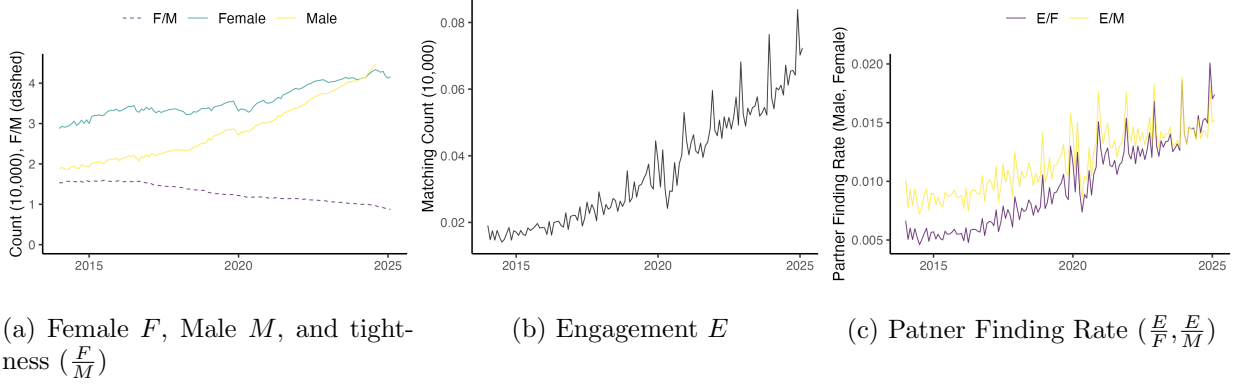 F/M Female Male
Count (10,000), F/M (dashed)
4
3
2
1
0
2015 2020 2025
(a) Female F, Male M, and tight-
ness (F/M)
Matching Count (10,000)
0.08
0.06
0.04
0.02
2015 2020 2025
(b) Engagement E
E/F E/M
Partner Finding Rate (Male, Female)
0.020
0.015
0.010
0.005
2015 2020 2025
(c) Patner Finding Rate (E/F, E/M)